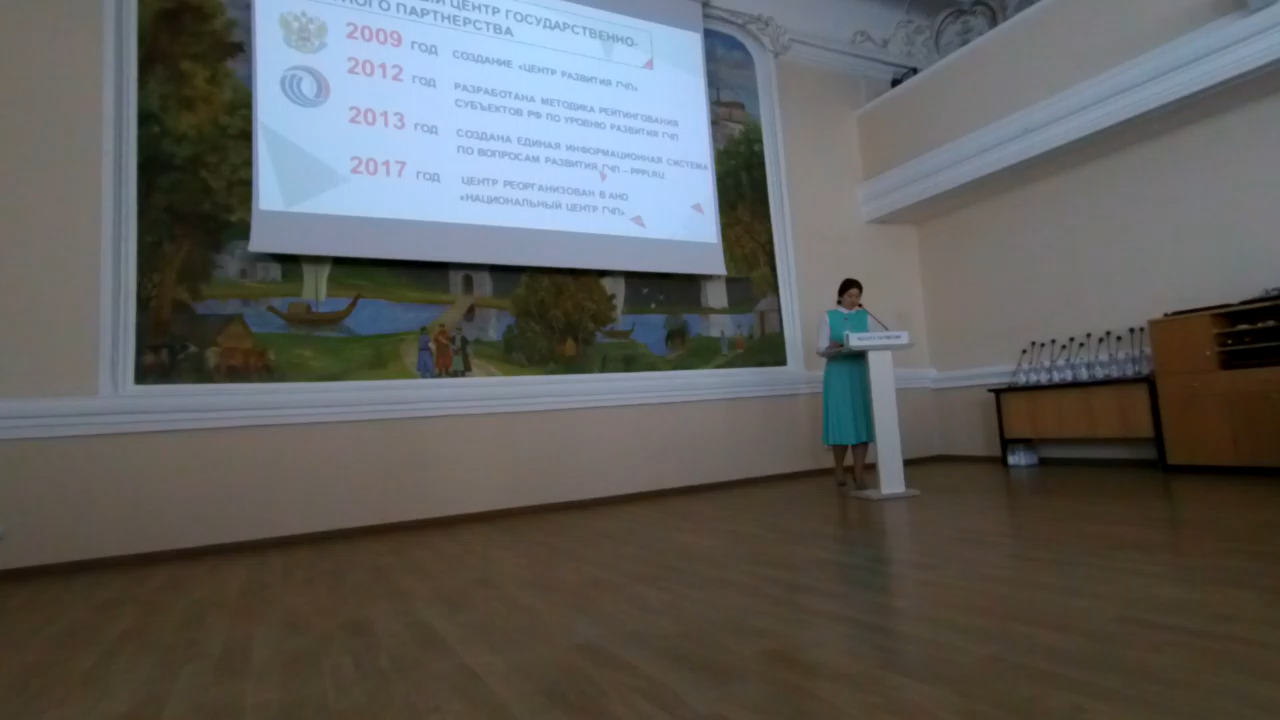 ЫЙ ЦЕНТР ГОСУДАРСТВЕННО-
НОГО ПАРТНЕРСТВА
2009 ГОД СОЗДАНИЕ «ЦЕНТР РАЗВИТИЯ ГЧП»
2012 ГОД РАЗРАБОТАНА МЕТОДИКА РЕЙТИНГОВАНИЯ
СУБЪЕКТОВ РФ ПО УРОВНЮ РАЗВИТИЯ ГЧП
2013 ГОД СОЗДАНА ЕДИНАЯ ИНФОРМАЦИОННАЯ СИСТЕМА
ПО ВОПРОСАМ РАЗВИТИЯ ГЧП – PPPI.RU
2017 ГОД ЦЕНТР РЕОРГАНИЗОВАН В АНО
«НАЦИОНАЛЬНЫЙ ЦЕНТР ГЧП»